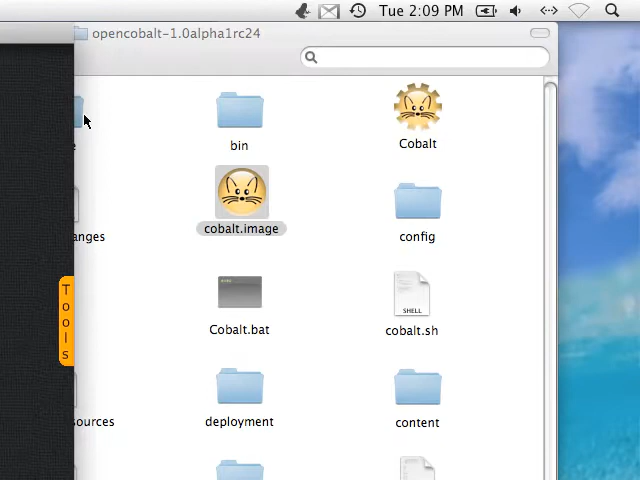 Tue 2:09 PM
opencobalt-1.0alpha1rc24
e
bin
Cobalt
anges
cobalt.image
config
Tools
Cobalt.bat
cobalt.sh
SHELL
ources
deployment
content